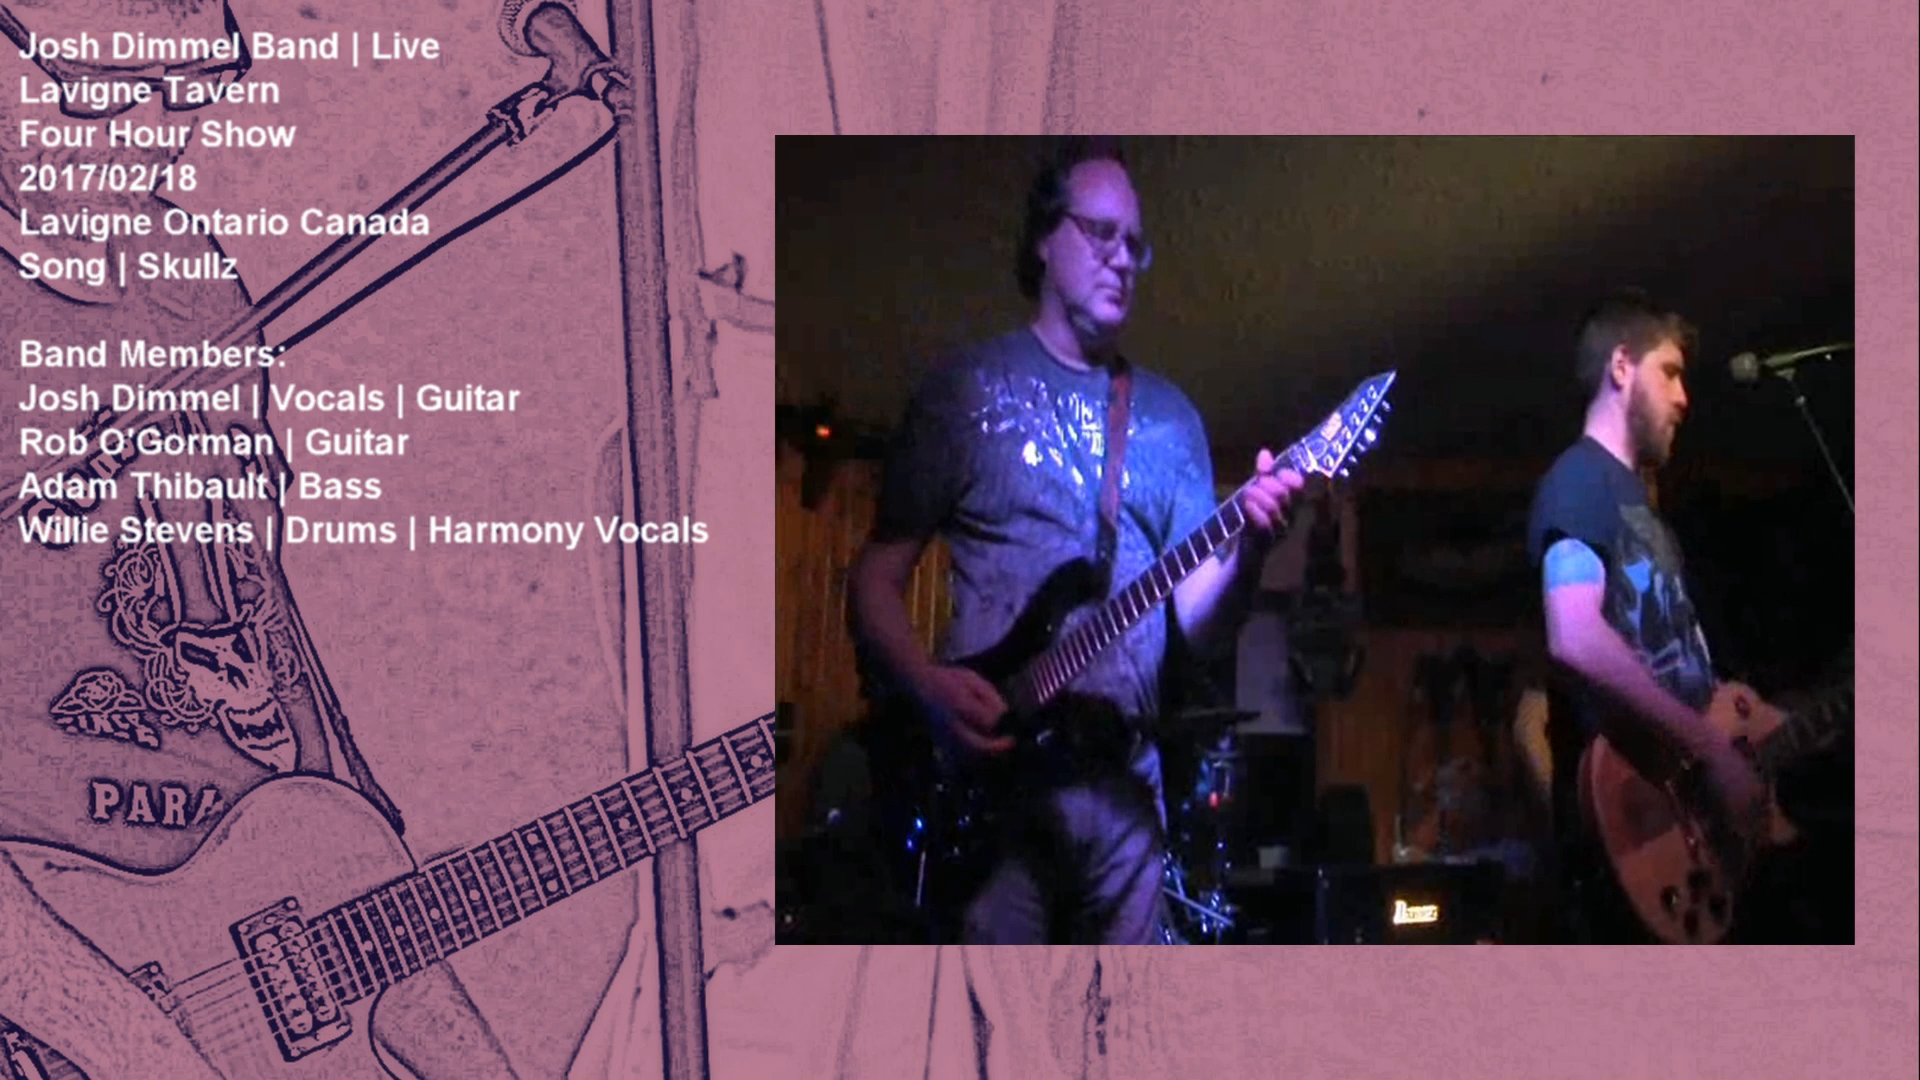 Josh Dimmel Band | Live
Lavigne Tavern
Four Hour Show
2017/02/18
Lavigne Ontario Canada
Song | Skullz
Band Members:
Josh Dimmel | Vocals | Guitar
Rob O'Gorman | Guitar
Adam Thibault | Bass
Willie Stevens | Drums | Harmony Vocals
PARA
Ibanez